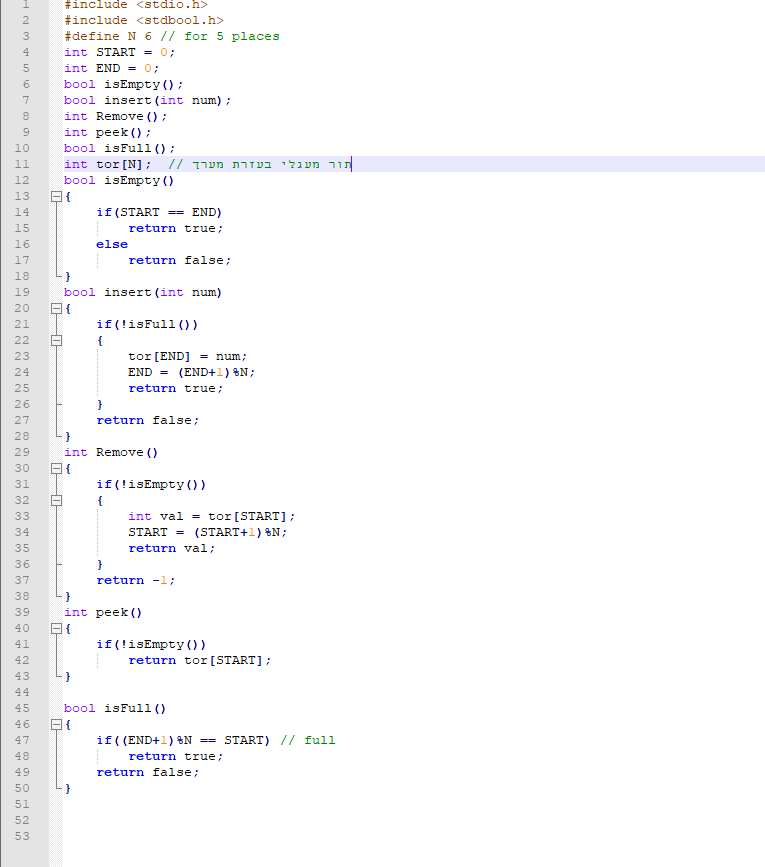 1 #include <stdio.h>
2 #include <stdbool.h>
3 #define N 6 // for 5 places
4 int START = 0;
5 int END = 0;
6 bool isEmpty();
7 bool insert(int num);
8 int Remove();
9 int peek();
10 bool isFull();
11 int tor[N];  // תור מעגלי בעזרת מערך
12 bool isEmpty()
13 {
14     if(START == END)
15         return true;
16     else
17         return false;
18 }
19 bool insert(int num)
20 {
21     if(!isFull())
22     {
23         tor[END] = num;
24         END = (END+1)%N;
25         return true;
26     }
27     return false;
28 }
29 int Remove()
30 {
31     if(!isEmpty())
32     {
33         int val = tor[START];
34         START = (START+1)%N;
35         return val;
36     }
37     return -1;
38 }
39 int peek()
40 {
41     if(!isEmpty())
42         return tor[START];
43 }
44
45 bool isFull()
46 {
47     if((END+1)%N == START) // full
48         return true;
49     return false;
50 }
51
52
53